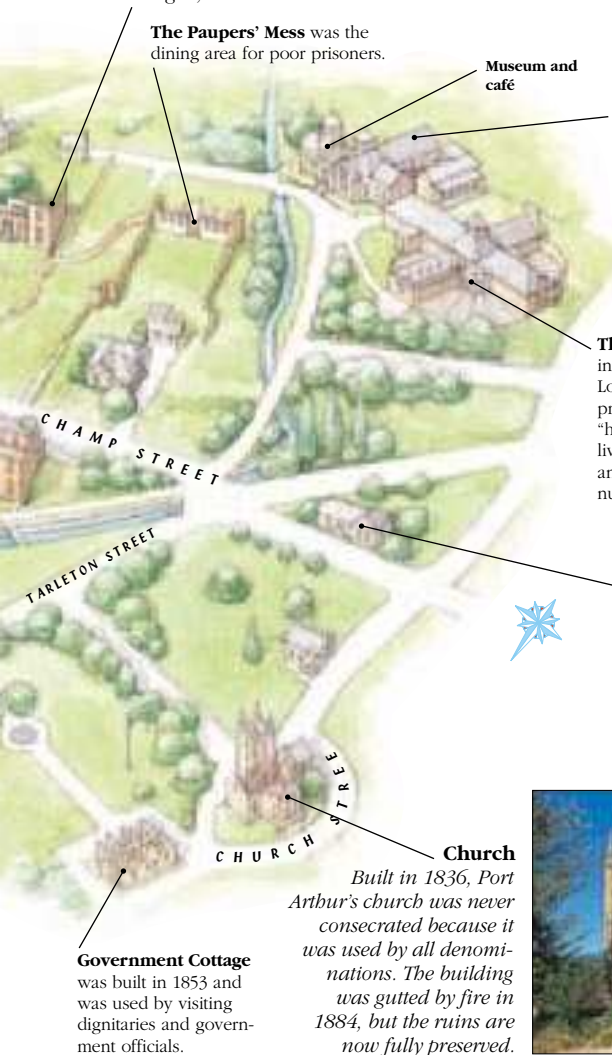 The Paupers’ Mess was the
dining area for poor prisoners.
Museum and
café
in
“h
liv
nu
CHAMP STREET
TARLETON STREET
CHURCH STREE
Church
Built in 1836, Port
Arthur’s church was never
consecrated because it
was used by all denomi-
nations. The building
was gutted by fire in
1884, but the ruins are
now fully preserved.
Government Cottage
was built in 1853 and
was used by visiting
dignitaries and govern-
ment officials.